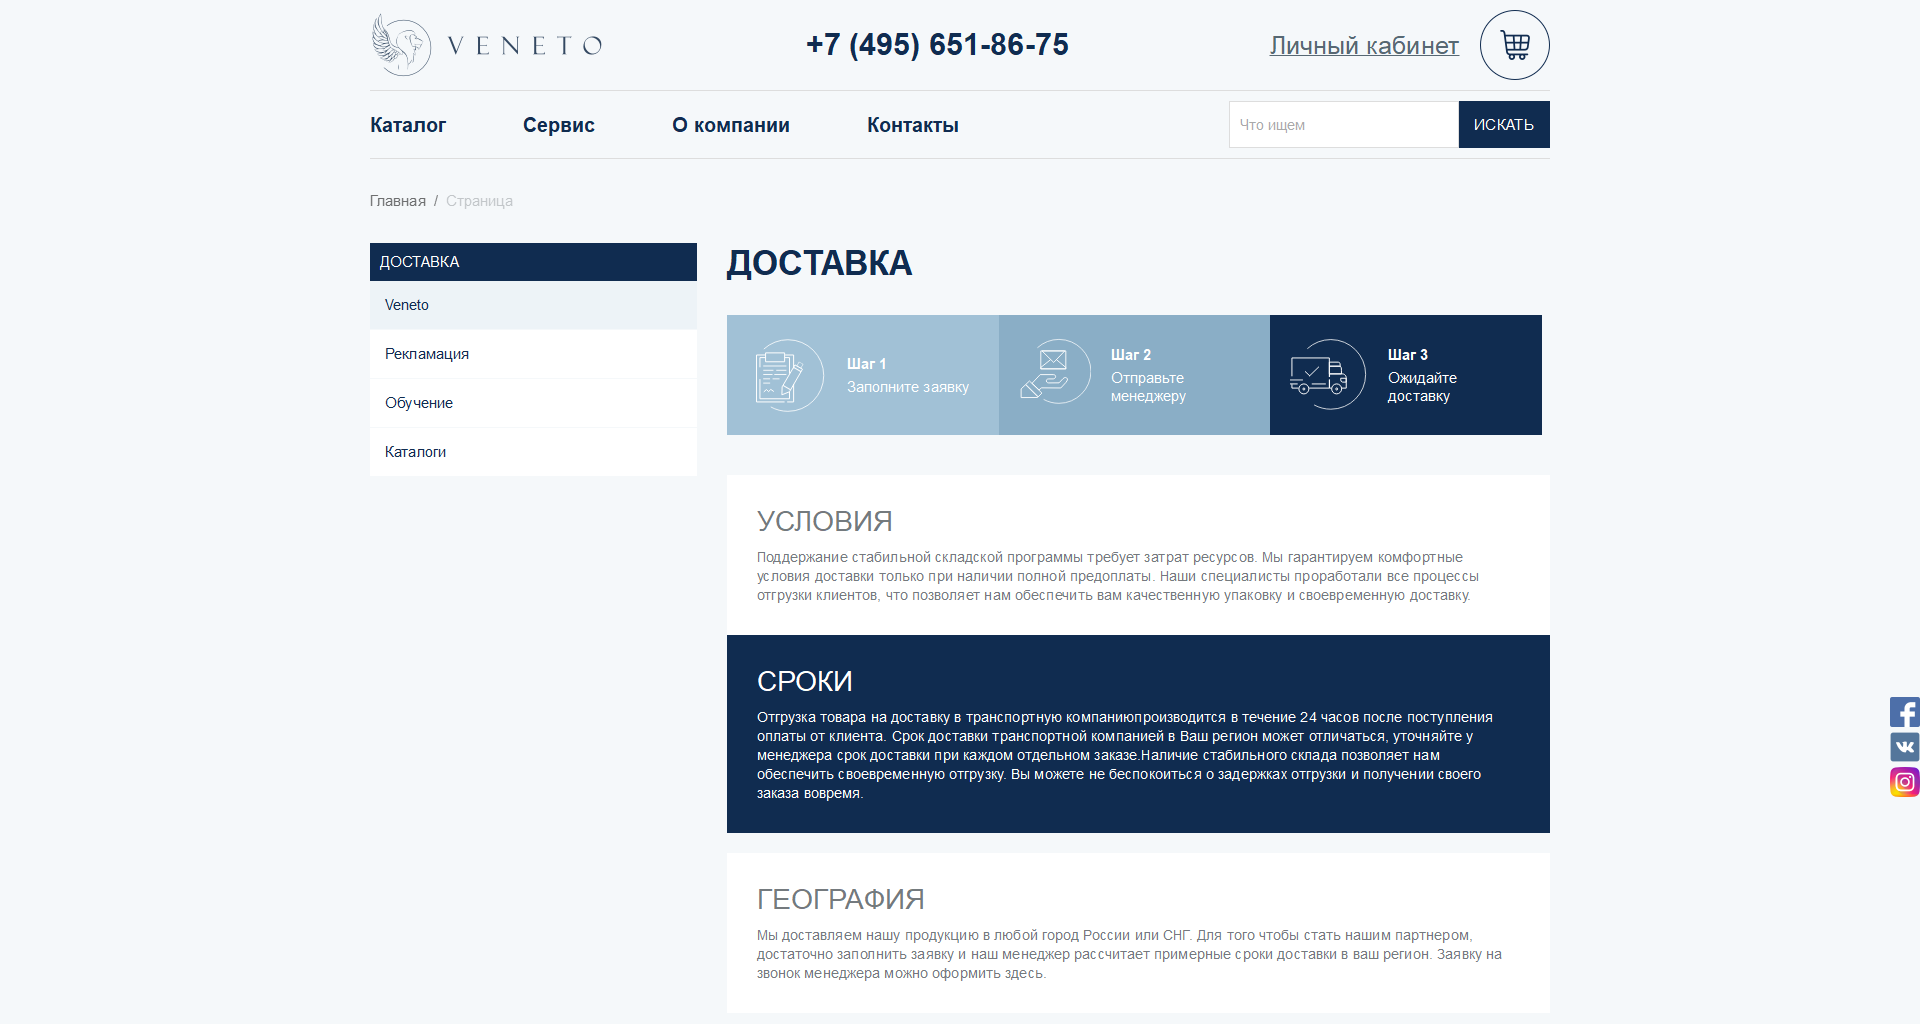 VENETO
+7 (495) 651-86-75
Личный кабинет
Каталог
Сервис
О компании
Контакты
Что ищем
ИСКАТЬ
Главная / Страница
ДОСТАВКА
Veneto
Рекламация
Обучение
Каталоги
ДОСТАВКА
Шаг 1
Заполните заявку
Шаг 2
Отправьте
менеджеру
Шаг 3
Ожидайте
доставку
УСЛОВИЯ
Поддержание стабильной складской программы требует затрат ресурсов. Мы гарантируем комфортные
условия доставки только при наличии полной предоплаты. Наши специалисты проработали все процессы
отгрузки клиентов, что позволяет нам обеспечить вам качественную упаковку и своевременную доставку.
СРОКИ
Отгрузка товара на доставку в транспортную компаниюпроизводится в течение 24 часов после поступления
оплаты от клиента. Срок доставки транспортной компанией в Ваш регион может отличаться, уточняйте у
менеджера срок доставки при каждом отдельном заказе.Наличие стабильного склада позволяет нам
обеспечить своевременную отгрузку. Вы можете не беспокоиться о задержках отгрузки и получении своего
заказа вовремя.
ГЕОГРАФИЯ
Мы доставляем нашу продукцию в любой город России или СНГ. Для того чтобы стать нашим партнером,
достаточно заполнить заявку и наш менеджер рассчитает примерные сроки доставки в ваш регион. Заявку на
звонок менеджера можно оформить здесь.